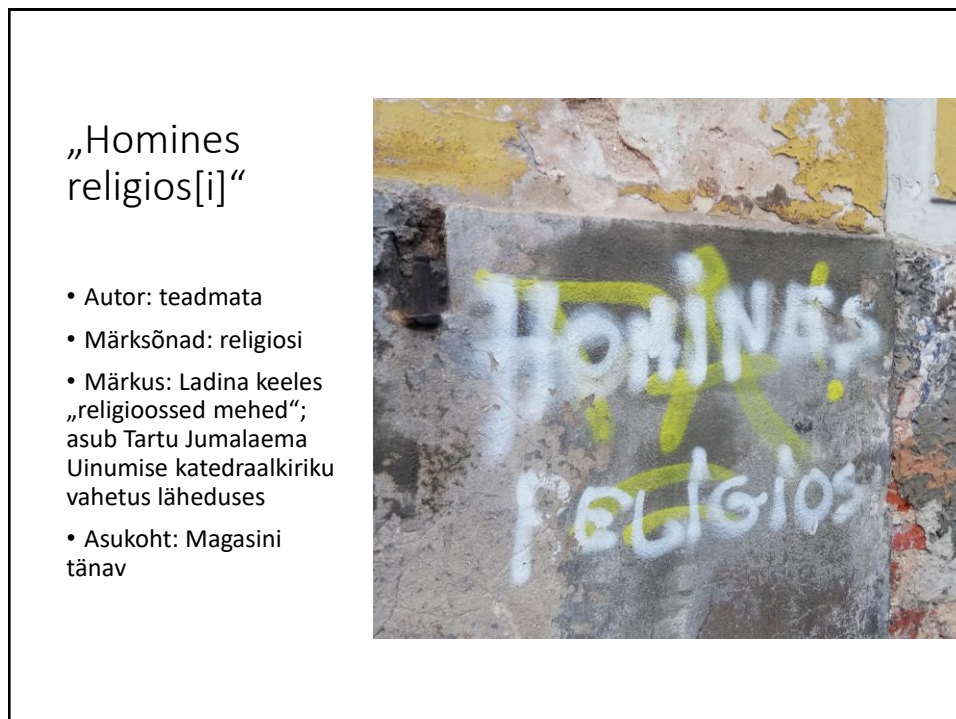 „Homines
religios[i]“
• Autor: teadmata
• Märksõnad: religiosi
• Märkus: Ladina keeles
„religioossed mehed“;
asub Tartu Jumalaema
Uinumise katedraalkiriku
vahetus läheduses
• Asukoht: Magasini
tänav
HOMINES
RELIGIOS